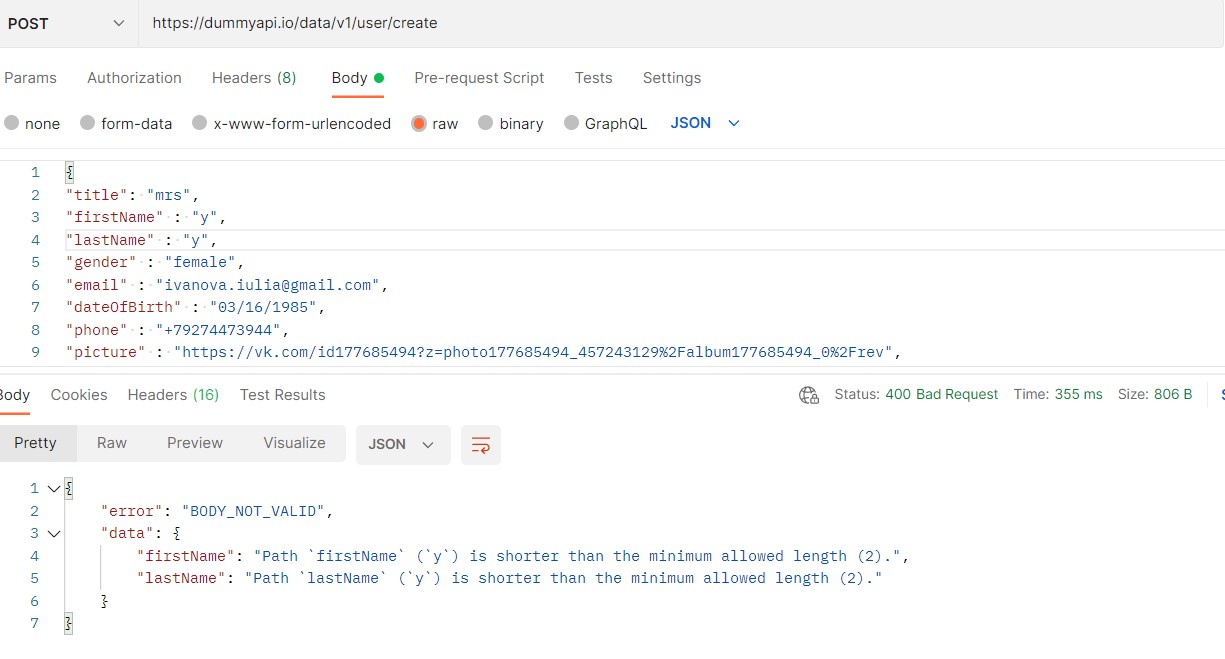 POST https://dummyapi.io/data/v1/user/create
Params Authorization Headers (8) Body Pre-request Script Tests Settings
none form-data x-www-form-urlencoded raw binary GraphQL JSON
1 {
2 "title": "mrs",
3 "firstName" : "y",
4 "lastName" : "y",
5 "gender" : "female",
6 "email" : "ivanova.iulia@gmail.com",
7 "dateOfBirth" : "03/16/1985",
8 "phone" : "+79274473944",
9 "picture" : "https://vk.com/id177685494?z=photo177685494_457243129%2Falbum177685494_0%2Frev",
Body Cookies Headers (16) Test Results Status: 400 Bad Request Time: 355 ms Size: 806 B
Pretty Raw Preview Visualize JSON
1 {
2 "error": "BODY_NOT_VALID",
3 "data": {
4 "firstName": "Path `firstName` (`y`) is shorter than the minimum allowed length (2).",
5 "lastName": "Path `lastName` (`y`) is shorter than the minimum allowed length (2)."
6 }
7 }